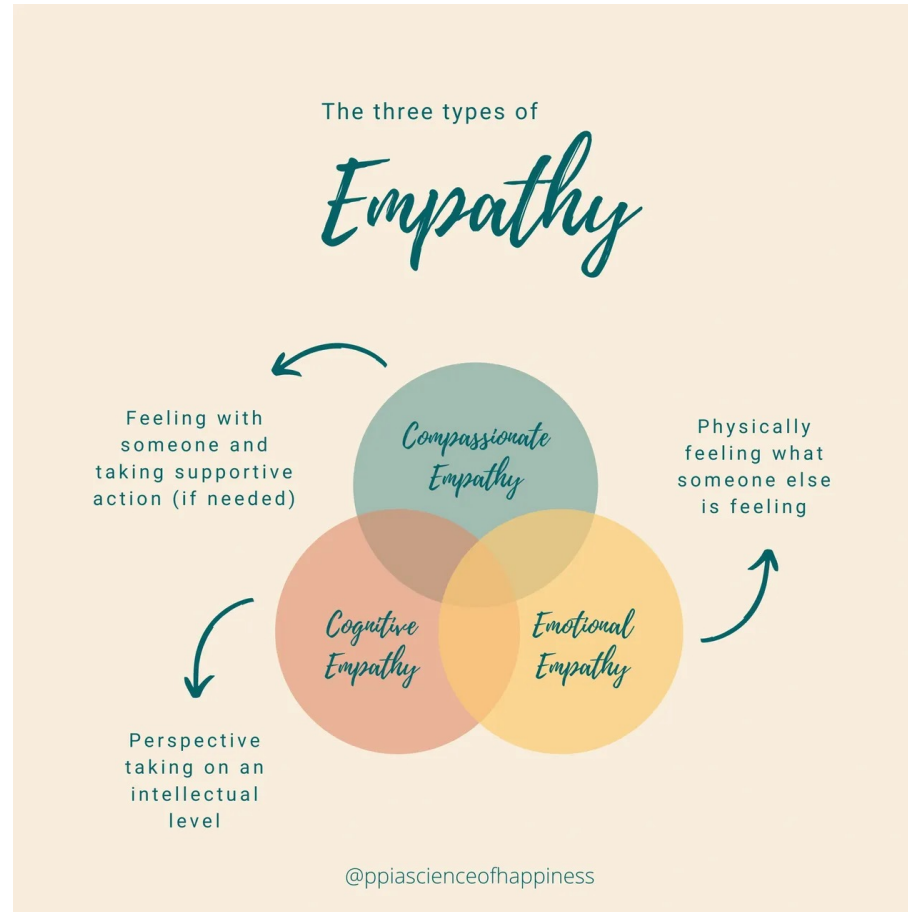 The three types of
Empathy
Feeling with
someone and
taking supportive
action (if needed)
Compassionate
Empathy
Physically
feeling what
someone else
is feeling
Cognitive
Empathy
Emotional
Empathy
Perspective
taking on an
intellectual
level
@ppiascienceofhappiness